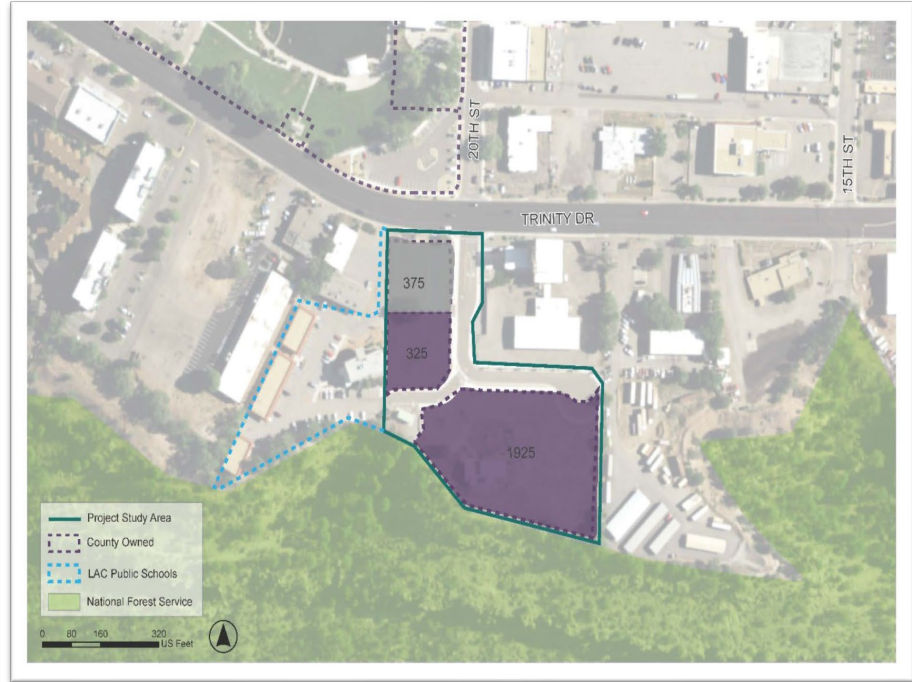 20TH ST
15TH ST
TRINITY DR.
375
325
1925
Project Study Area
County Owned
LAC Public Schools
National Forest Service
0 80 160 320
US Feet